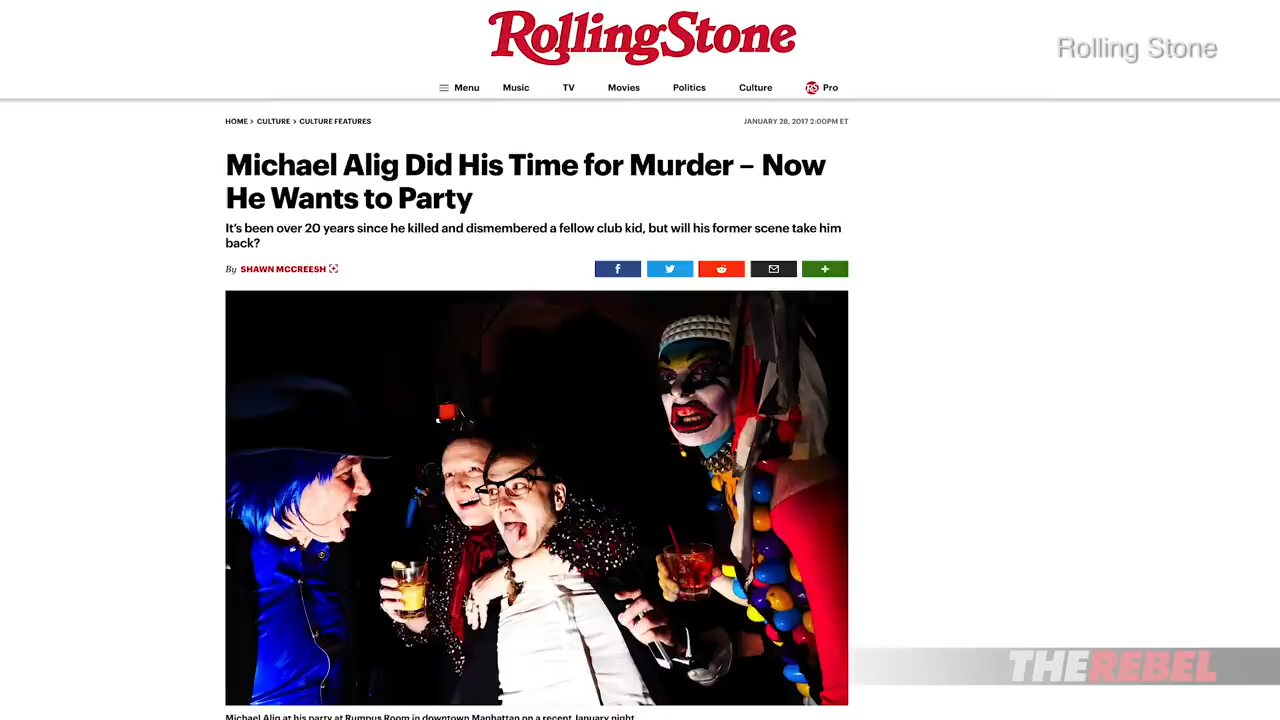 RollingStone
Rolling Stone
Menu Music TV Movies Politics Culture RS Pro
HOME > CULTURE > CULTURE FEATURES
JANUARY 28, 2017 2:00PM ET
Michael Alig Did His Time for Murder – Now
He Wants to Party
It's been over 20 years since he killed and dismembered a fellow club kid, but will his former scene take him
back?
By SHAWN MCCREESH
THE REBEL
Michael Alig at his party at Rumpus Room in downtown Manhattan on a recent January night.